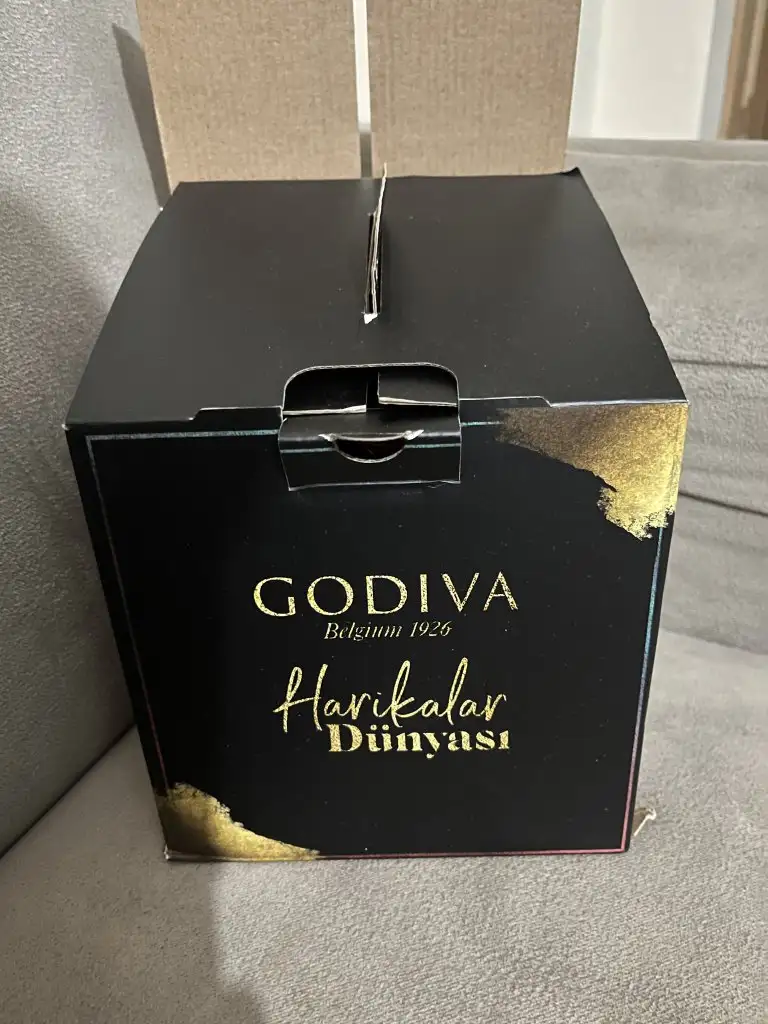 GODIVA
Belgium 1926
Harikalar
Dünyası